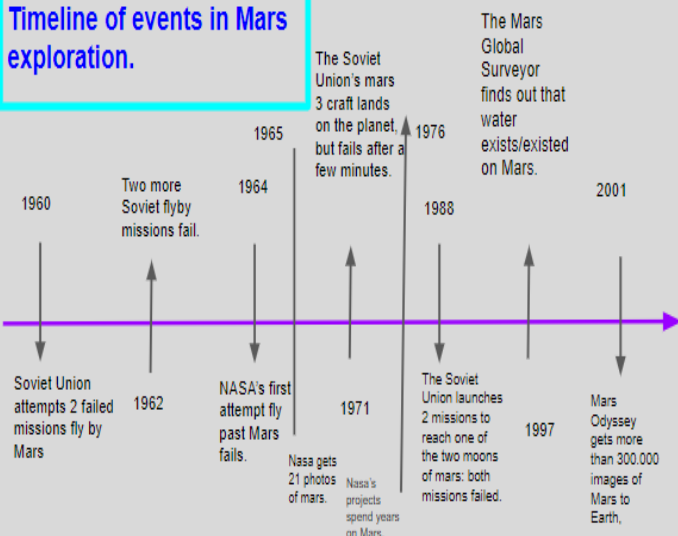 Timeline of events in Mars
exploration.
1960
Soviet Union
attempts 2 failed
missions fly by
Mars
Two more
Soviet flyby
missions fail.
1962
1964
NASA's first
attempt fly
past Mars
fails.
1965
Nasa gets
21 photos
of mars.
The Soviet
Union's mars
3 craft lands
on the planet,
but fails after a
few minutes.
1971
1976
Nasa's
projects
spend years
on Mars
1988
The Soviet
Union launches
2 missions to
reach one of
the two moons
of mars: both
missions failed.
The Mars
Global
Surveyor
finds out that
water
exists/existed
on Mars.
1997
2001
Mars
Odyssey
gets more
than 300.000
images of
Mars to
Earth,